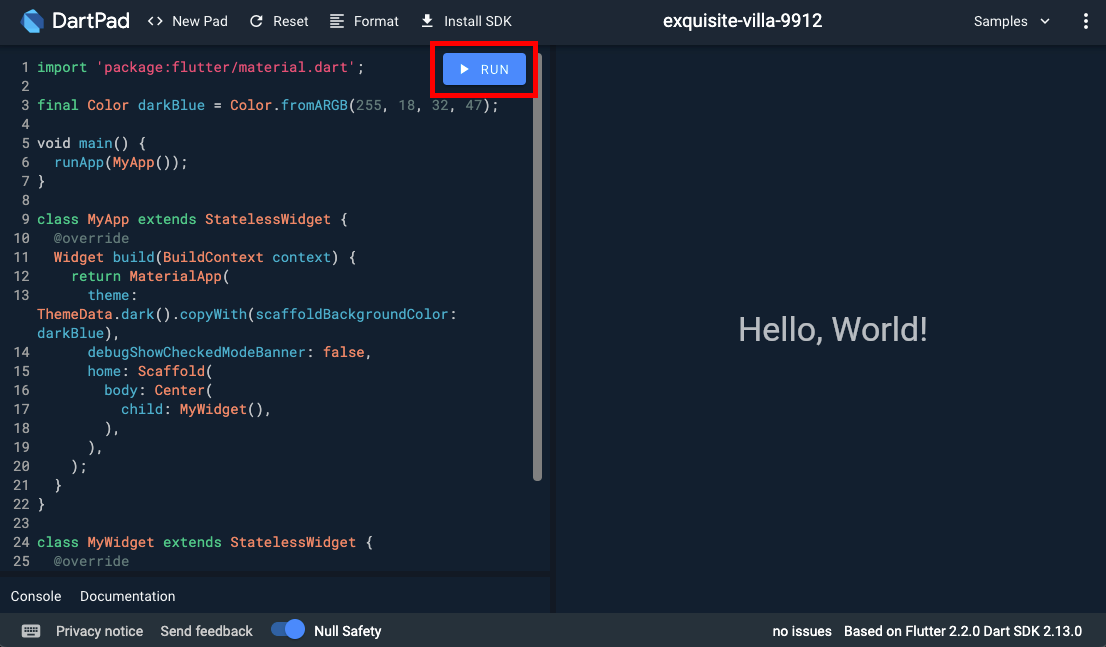 DartPad <> New Pad Reset Format Install SDK exquisite-villa-9912 Samples
RUN
1 import 'package:flutter/material.dart';
2
3 final Color darkBlue = Color.fromARGB(255, 18, 32, 47);
4
5 void main() {
6   runApp(MyApp());
7 }
8
9 class MyApp extends StatelessWidget {
10   @override
11   Widget build(BuildContext context) {
12     return MaterialApp(
13       theme:
ThemeData.dark().copyWith(scaffoldBackgroundColor:
darkBlue),
14       debugShowCheckedModeBanner: false,
15       home: Scaffold(
16         body: Center(
17           child: MyWidget(),
18         ),
19       ),
20     );
21   }
22 }
23
24 class MyWidget extends StatelessWidget {
25   @override
Hello, World!
Console Documentation
Privacy notice Send feedback Null Safety no issues Based on Flutter 2.2.0 Dart SDK 2.13.0